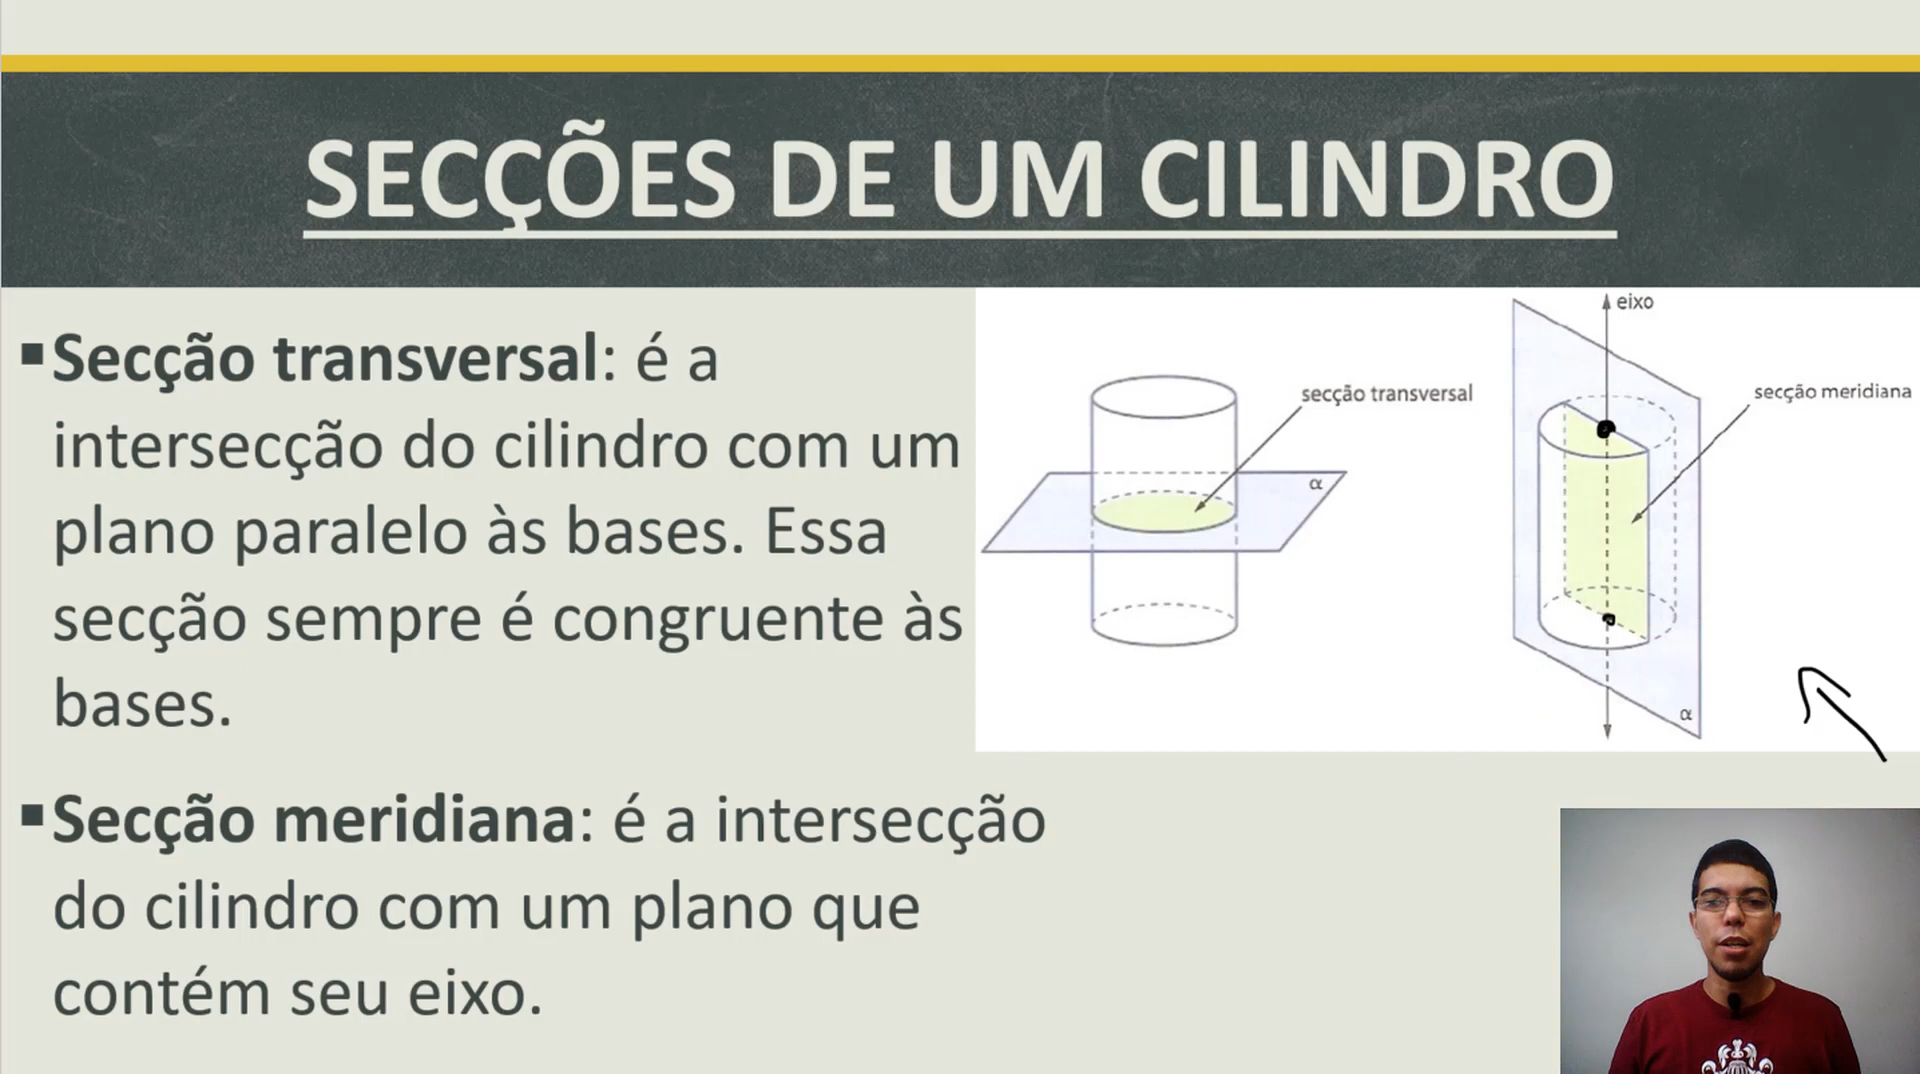 SECÇÕES DE UM CILINDRO
▪Secção transversal: é a
intersecção do cilindro com um
plano paralelo às bases. Essa
secção sempre é congruente às
bases.
▪Secção meridiana: é a intersecção
do cilindro com um plano que
contém seu eixo.
secção transversal
α
eixo
secção meridiana
α